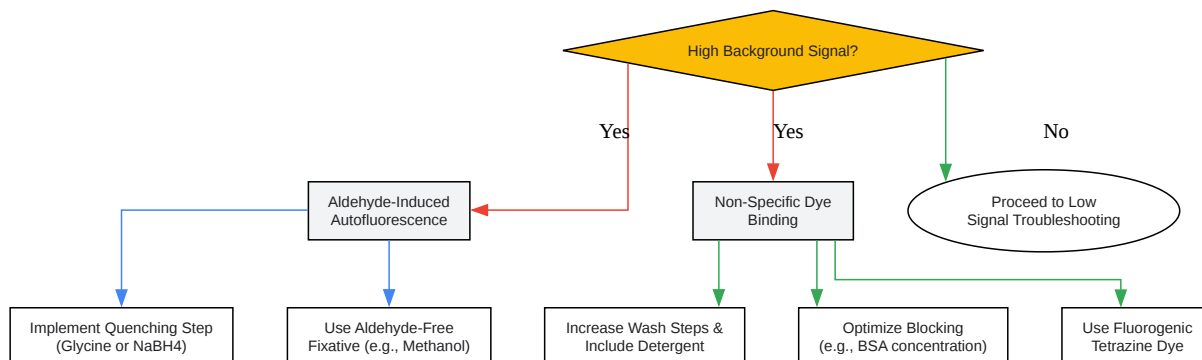 High Background Signal?
Yes
Yes
No
Aldehyde-Induced
Autofluorescence
Non-Specific Dye
Binding
Proceed to Low
Signal Troubleshooting
Implement Quenching Step
(Glycine or NaBH4)
Use Aldehyde-Free
Fixative (e.g., Methanol)
Increase Wash Steps &
Include Detergent
Optimize Blocking
(e.g., BSA concentration)
Use Fluorogenic
Tetrazine Dye